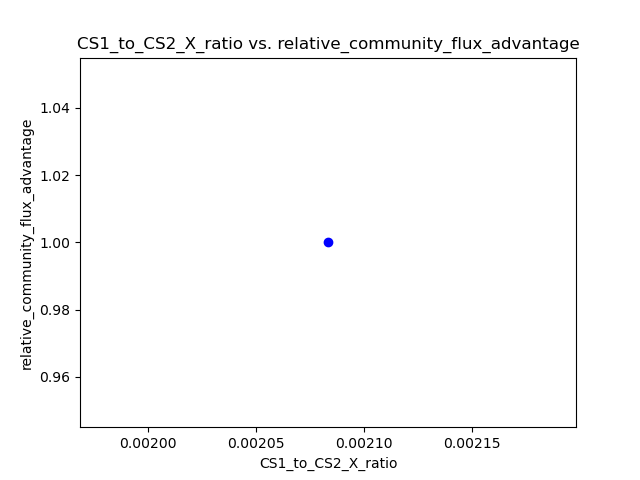 CS1_to_CS2_X_ratio vs. relative_community_flux_advantage
relative_community_flux_advantage
1.04
1.02
1.00
0.98
0.96
0.00200 0.00205 0.00210 0.00215
CS1_to_CS2_X_ratio